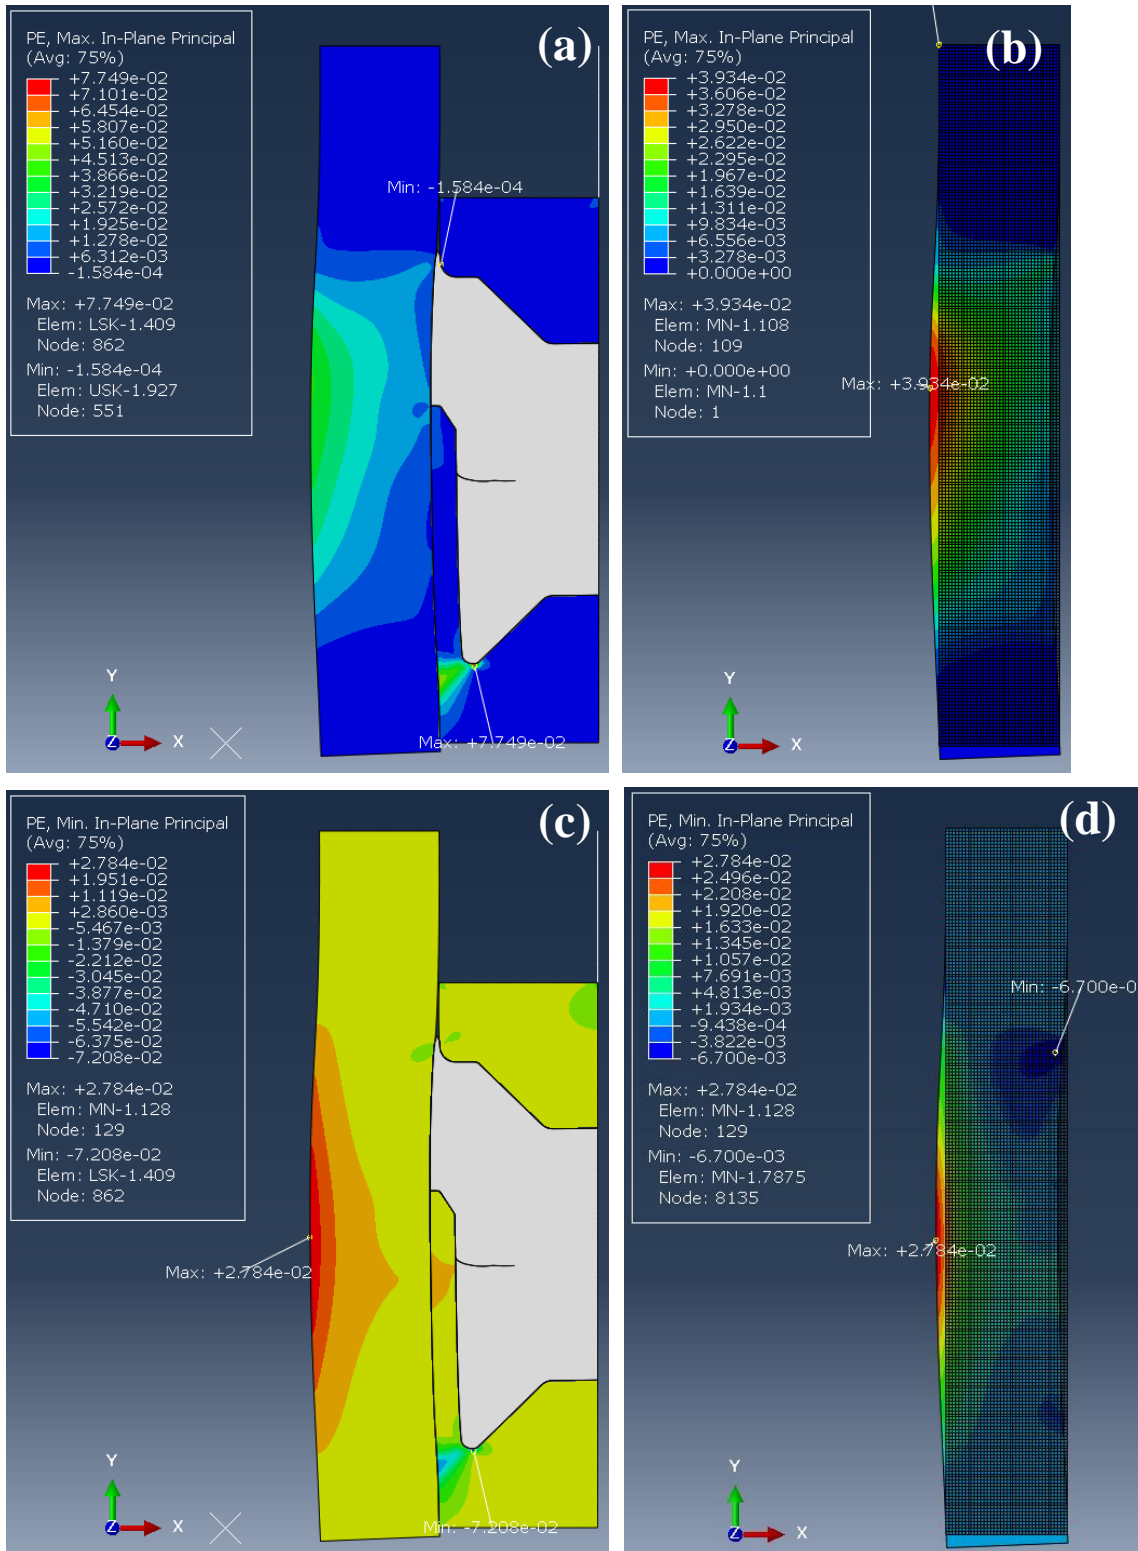 (a)
PE, Max. In-Plane Principal
(Avg: 75%)
+7.749e-02
+7.101e-02
+6.454e-02
+5.807e-02
+5.160e-02
+4.513e-02
+3.866e-02
+3.219e-02
+2.572e-02
+1.925e-02
+1.278e-02
+6.312e-03
-1.584e-04
Max: +7.749e-02
Elem: LSK-1.409
Node: 862
Min: -1.584e-04
Elem: USK-1.927
Node: 551
Min: -1.584e-04
Max: +7.749e-02
Y
Z
X
(b)
PE, Max. In-Plane Principal
(Avg: 75%)
+3.934e-02
+3.606e-02
+3.278e-02
+2.950e-02
+2.622e-02
+2.295e-02
+1.967e-02
+1.639e-02
+1.311e-02
+9.834e-03
+6.556e-03
+3.278e-03
+0.000e+00
Max: +3.934e-02
Elem: MN-1.108
Node: 109
Min: +0.000e+00
Elem: MN-1.1
Node: 1
Max: +3.934e-02
Y
Z
X
(c)
PE, Min. In-Plane Principal
(Avg: 75%)
+2.784e-02
+1.951e-02
+1.119e-02
+2.860e-03
-5.467e-03
-1.379e-02
-2.212e-02
-3.045e-02
-3.877e-02
-4.710e-02
-5.542e-02
-6.375e-02
-7.208e-02
Max: +2.784e-02
Elem: MN-1.128
Node: 129
Min: -7.208e-02
Elem: LSK-1.409
Node: 862
Max: +2.784e-02
Min: -7.208e-02
Y
Z
X
(d)
PE, Min. In-Plane Principal
(Avg: 75%)
+2.784e-02
+2.496e-02
+2.208e-02
+1.920e-02
+1.633e-02
+1.345e-02
+1.057e-02
+7.691e-03
+4.813e-03
+1.934e-03
-9.438e-04
-3.822e-03
-6.700e-03
Max: +2.784e-02
Elem: MN-1.128
Node: 129
Min: -6.700e-03
Elem: MN-1.7875
Node: 8135
Min: -6.700e-0
Max: +2.784e-02
Y
Z
X